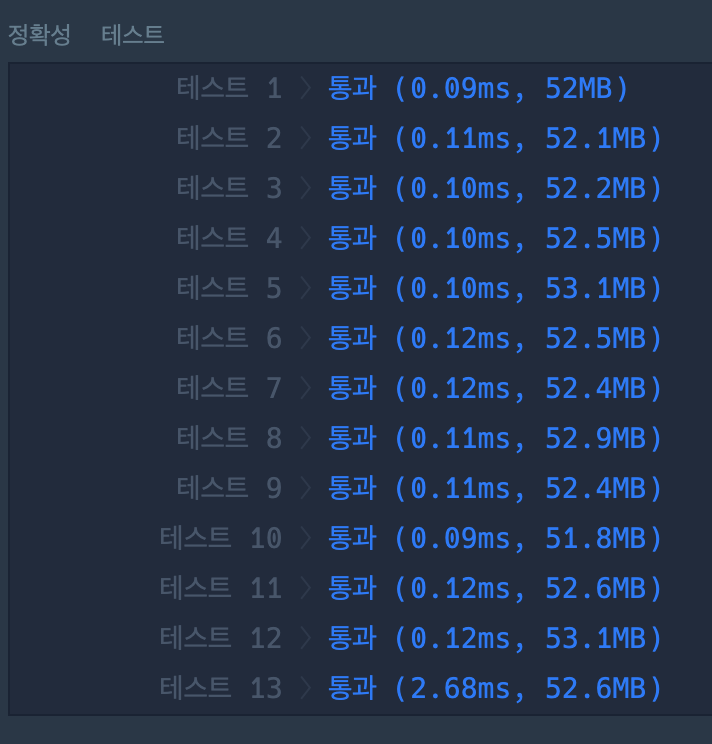 정확성 테스트
테스트 1 > 통과 (0.09ms, 52MB)
테스트 2 > 통과 (0.11ms, 52.1MB)
테스트 3 > 통과 (0.10ms, 52.2MB)
테스트 4 > 통과 (0.10ms, 52.5MB)
테스트 5 > 통과 (0.10ms, 53.1MB)
테스트 6 > 통과 (0.12ms, 52.5MB)
테스트 7 > 통과 (0.12ms, 52.4MB)
테스트 8 > 통과 (0.11ms, 52.9MB)
테스트 9 > 통과 (0.11ms, 52.4MB)
테스트 10 > 통과 (0.09ms, 51.8MB)
테스트 11 > 통과 (0.12ms, 52.6MB)
테스트 12 > 통과 (0.12ms, 53.1MB)
테스트 13 > 통과 (2.68ms, 52.6MB)